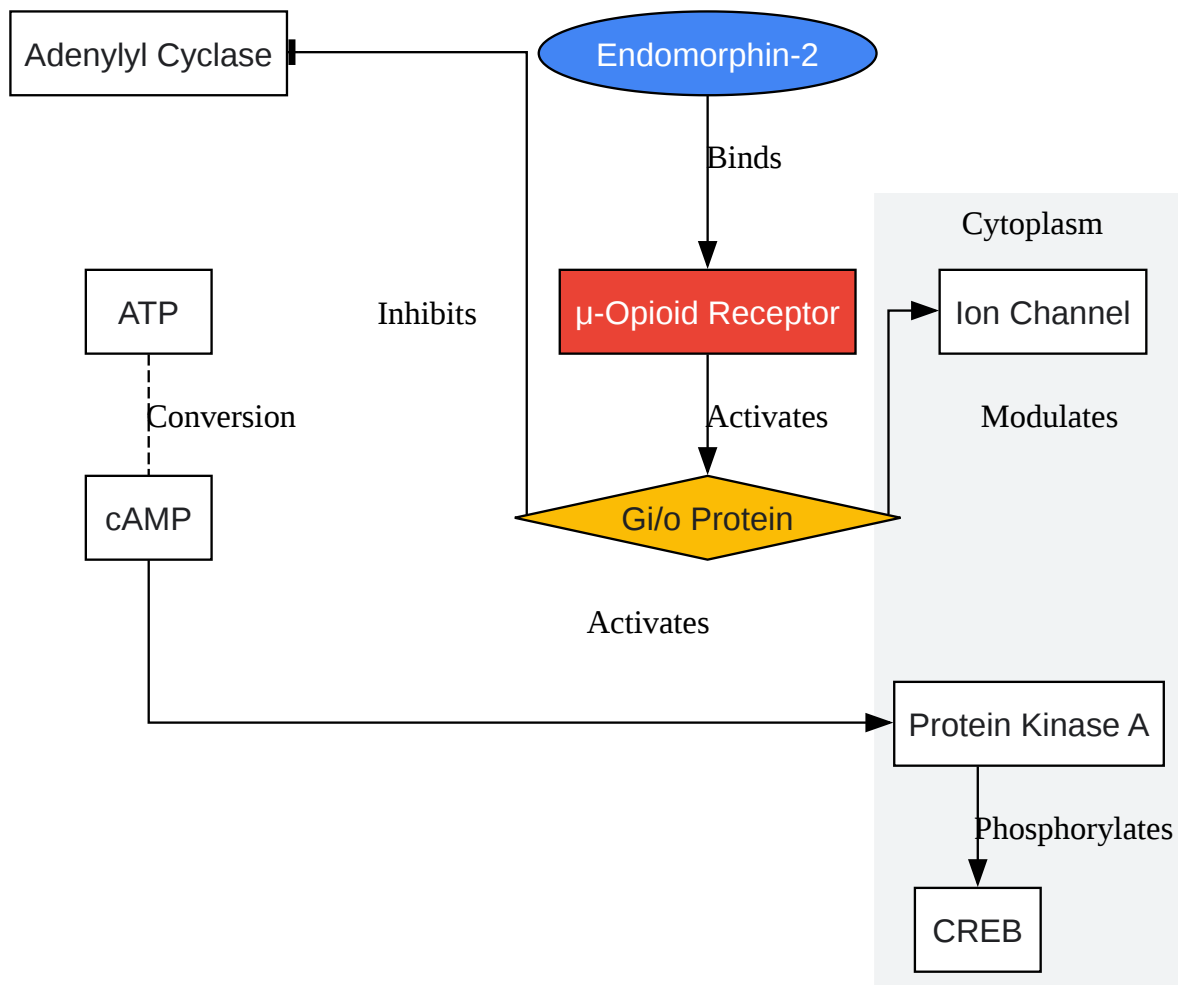 Adenylyl Cyclase
Endomorphin-2
Binds
Cytoplasm
ATP
Inhibits
μ-Opioid Receptor
Ion Channel
Conversion
Activates
Modulates
cAMP
Gi/o Protein
Activates
Protein Kinase A
Phosphorylates
CREB